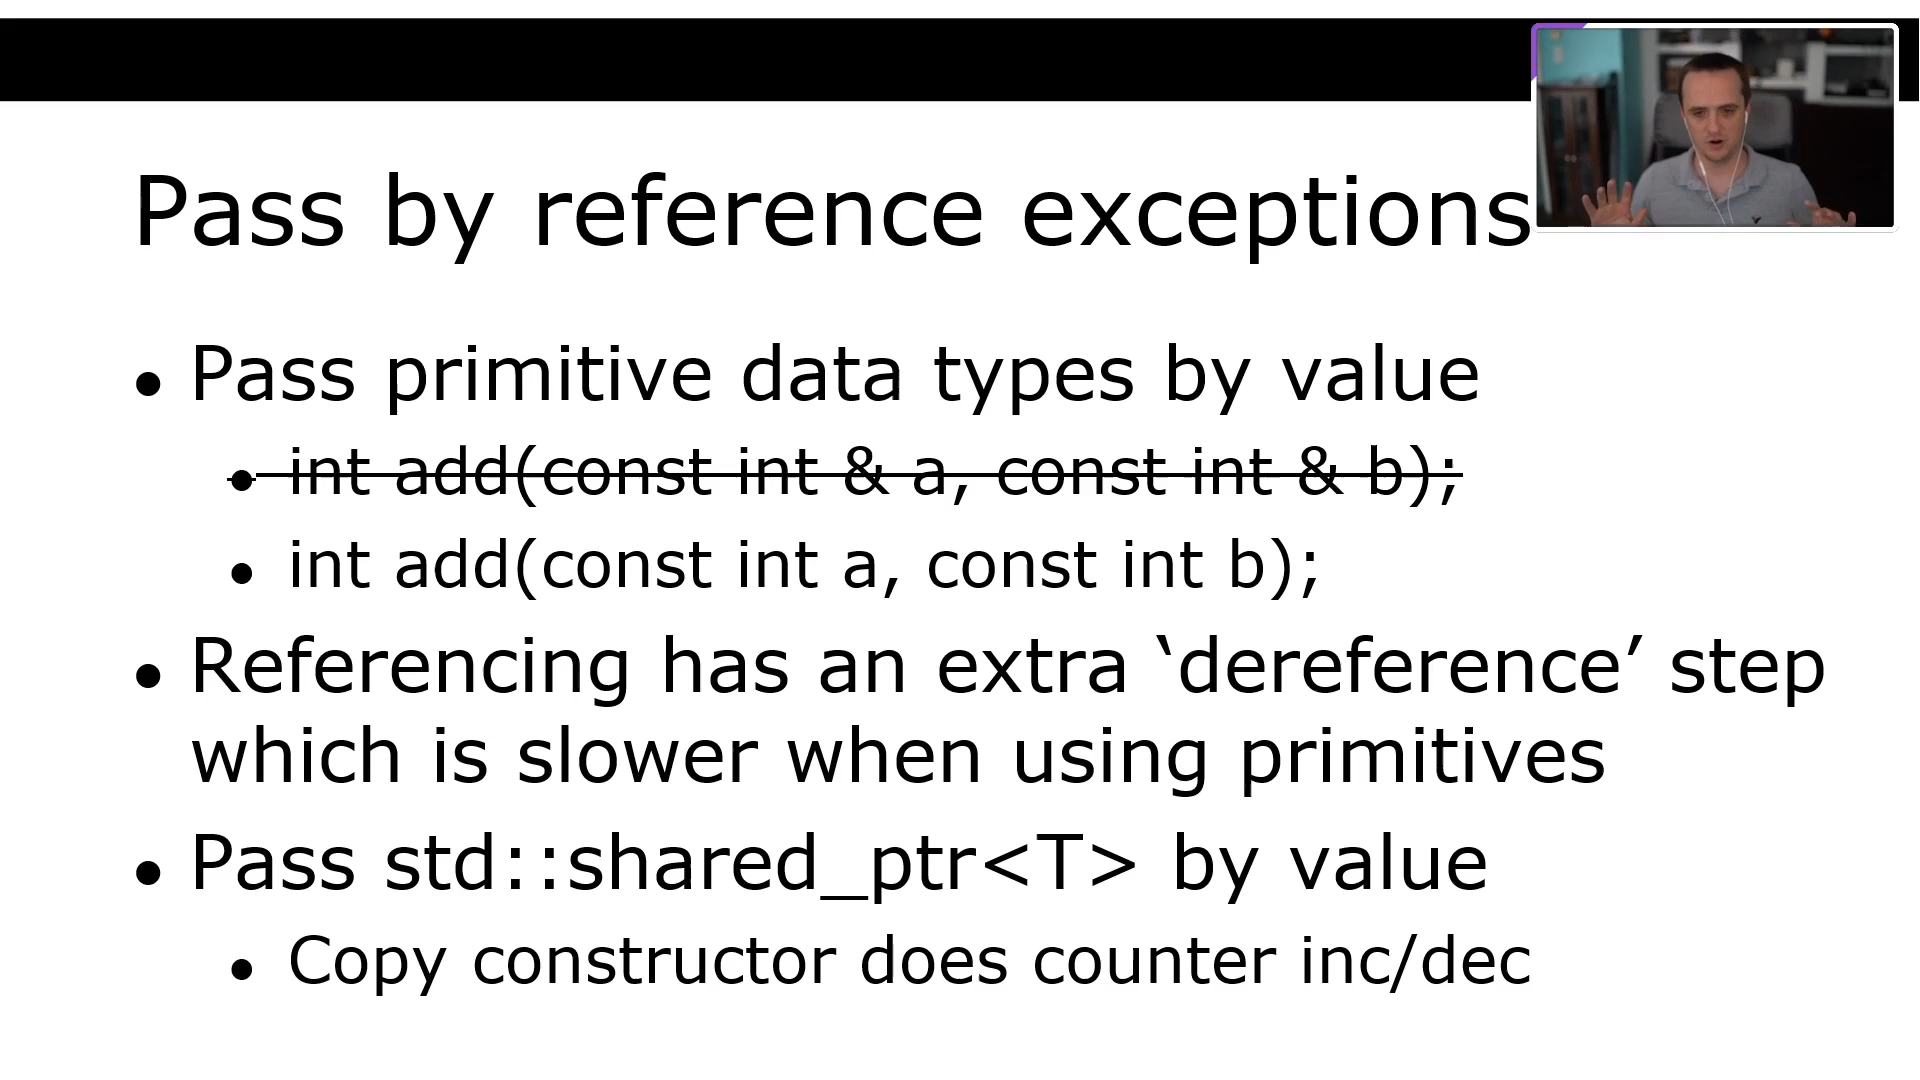 Pass by reference exceptions
• Pass primitive data types by value
• int add(const int & a, const int & b);
• int add(const int a, const int b);
• Referencing has an extra ‘dereference’ step
which is slower when using primitives
• Pass std::shared_ptr<T> by value
• Copy constructor does counter inc/dec